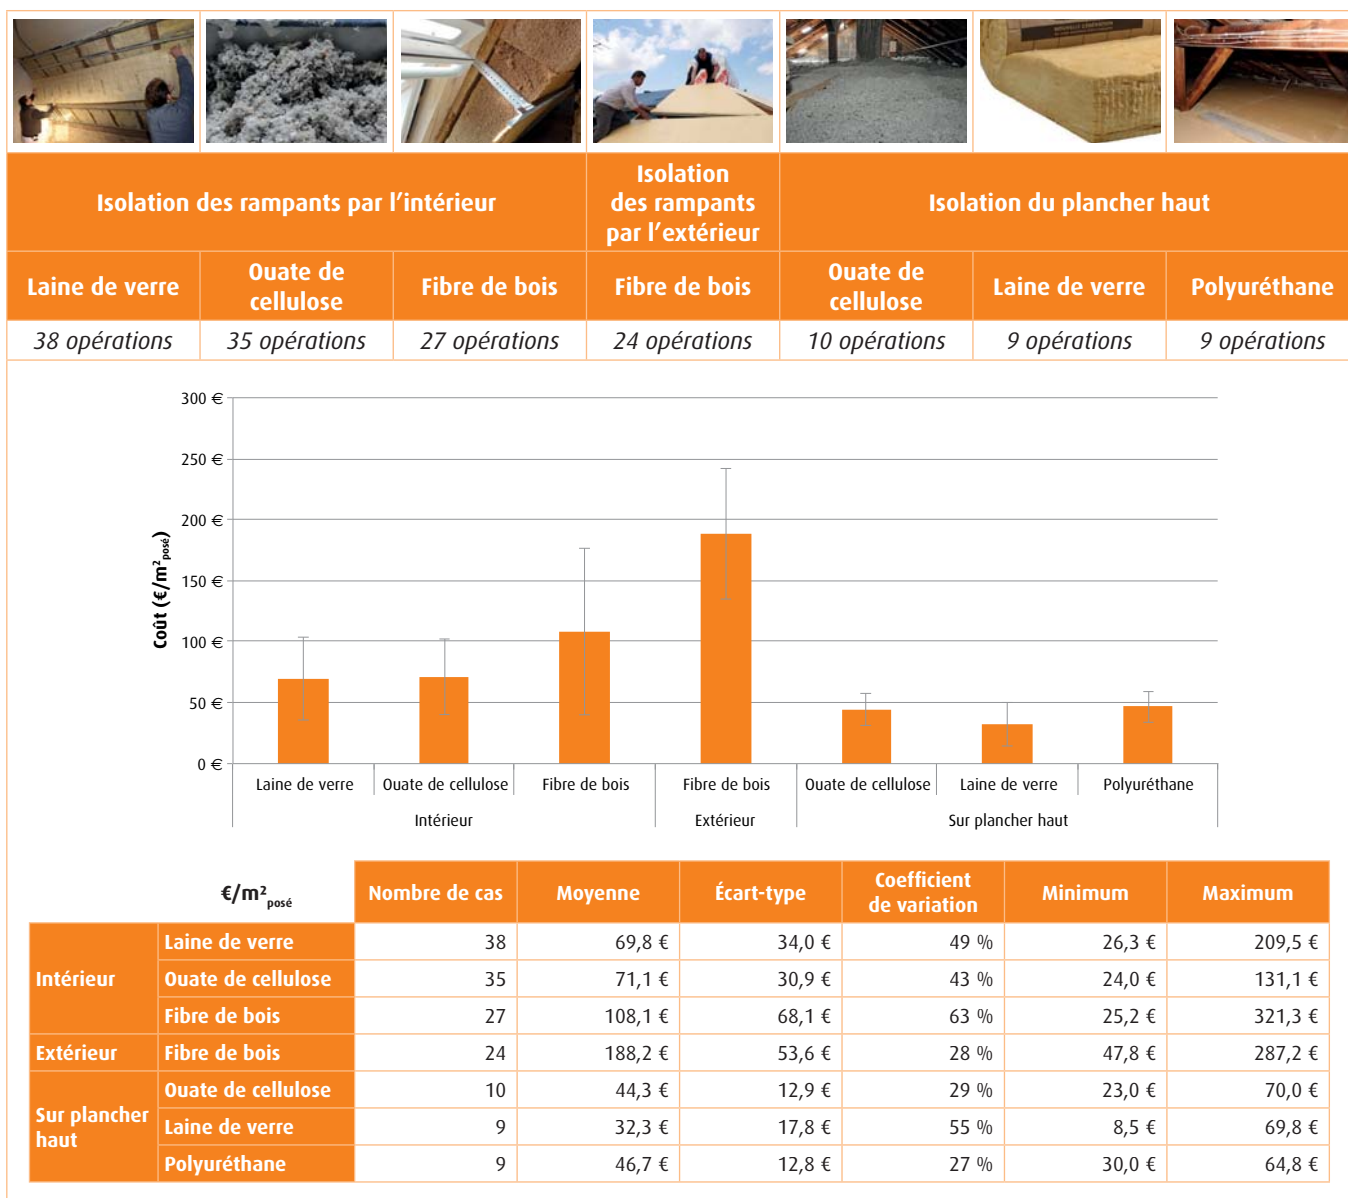 Isolation des rampants par l'intérieur
Isolation
des rampants
par l'extérieur
Isolation du plancher haut
Laine de verre
Ouate de
cellulose
Fibre de bois
Fibre de bois
Ouate de
cellulose
Laine de verre
Polyuréthane
38 opérations
35 opérations
27 opérations
24 opérations
10 opérations
9 opérations
9 opérations
300 €
250 €
200 €
150 €
100 €
50 €
0 €
Coût (€/m² posé)
Laine de verre
Ouate de cellulose
Fibre de bois
Fibre de bois
Ouate de cellulose
Laine de verre
Polyuréthane
Intérieur
Extérieur
Sur plancher haut
€/m² posé Nombre de cas Moyenne Écart-type Coefficient de variation Minimum Maximum
Intérieur
Laine de verre 38 69,8 € 34,0 € 49 % 26,3 € 209,5 €
Ouate de cellulose 35 71,1 € 30,9 € 43 % 24,0 € 131,1 €
Fibre de bois 27 108,1 € 68,1 € 63 % 25,2 € 321,3 €
Extérieur Fibre de bois 24 188,2 € 53,6 € 28 % 47,8 € 287,2 €
Sur plancher
haut
Ouate de cellulose 10 44,3 € 12,9 € 29 % 23,0 € 70,0 €
Laine de verre 9 32,3 € 17,8 € 55 % 8,5 € 69,8 €
Polyuréthane 9 46,7 € 12,8 € 27 % 30,0 € 64,8 €